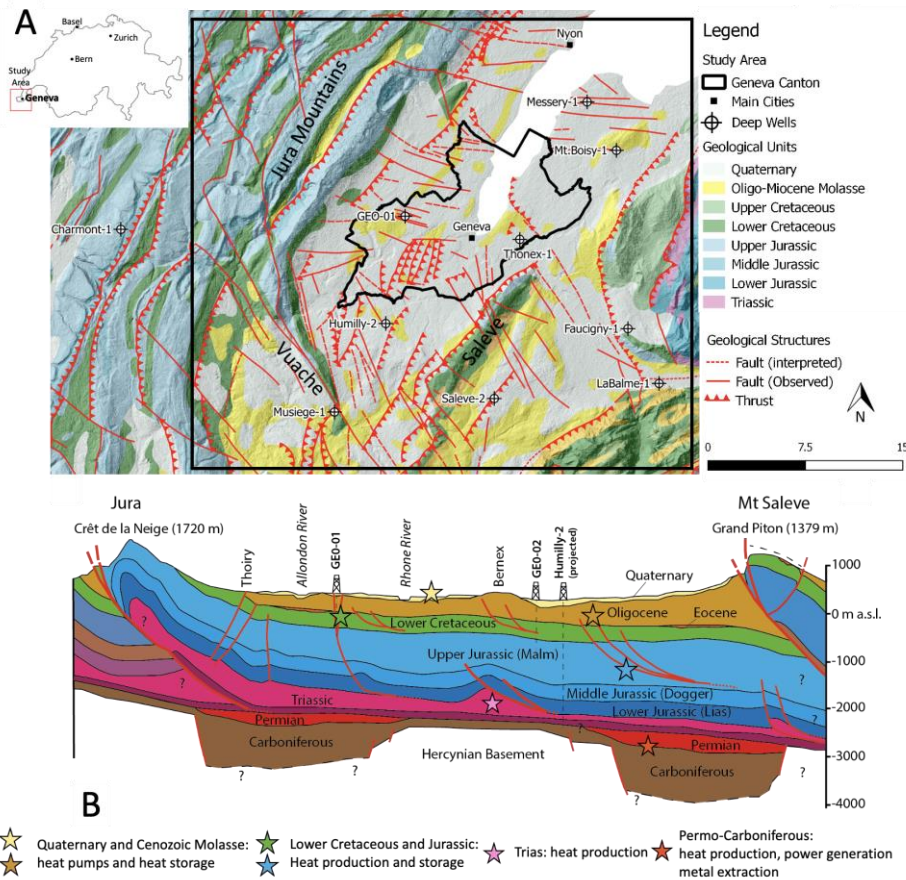 A
Basel
Zurich
Bern
Study
Area
Geneva
Nyon
Messery-1
Mt.Boisy-1
Jura Mountains
Charmont-1
GEO-01
Geneva
Thonex-1
Humilly-2
Faucigny-1
Vuache
Saleve
LaBalme-1
Saleve-2
Musiege-1
Legend
Study Area
Geneva Canton
Main Cities
Deep Wells
Geological Units
Quaternary
Oligo-Miocene Molasse
Upper Cretaceous
Lower Cretaceous
Upper Jurassic
Middle Jurassic
Lower Jurassic
Triassic
Geological Structures
Fault (interpreted)
Fault (Observed)
Thrust
N
0 7.5 15
Jura
Crêt de la Neige (1720 m)
Mt Saleve
Grand Piton (1379 m)
Thoiry
Allondon River
GE0-01
Rhone River
Bernex
GE0-02
Humilly-2
(projected)
Quaternary
1000
0 m a.s.l.
-1000
-2000
-3000
-4000
Oligocene
Eocene
Lower Cretaceous
Upper Jurassic (Malm)
?
?
Middle Jurassic (Dogger)
Triassic
Lower Jurassic (Lias)
?
?
?
Permian
Permian
Carboniferous
Hercynian Basement
Carboniferous
?
?
?
?
?
B
Quaternary and Cenozoic Molasse:
heat pumps and heat storage
Lower Cretaceous and Jurassic:
Heat production and storage
Trias: heat production
Permo-Carboniferous:
heat production, power generation
metal extraction